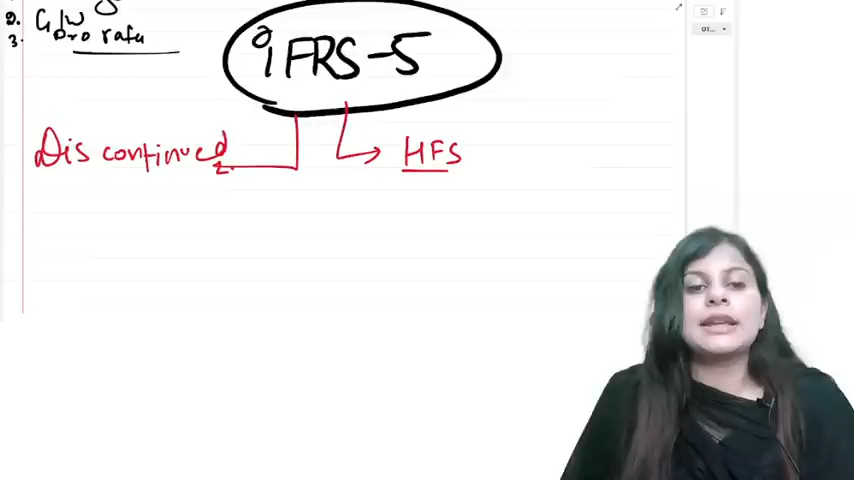 2. G/W
3. Pro rata
IFRS-5
Discontinued
HFS